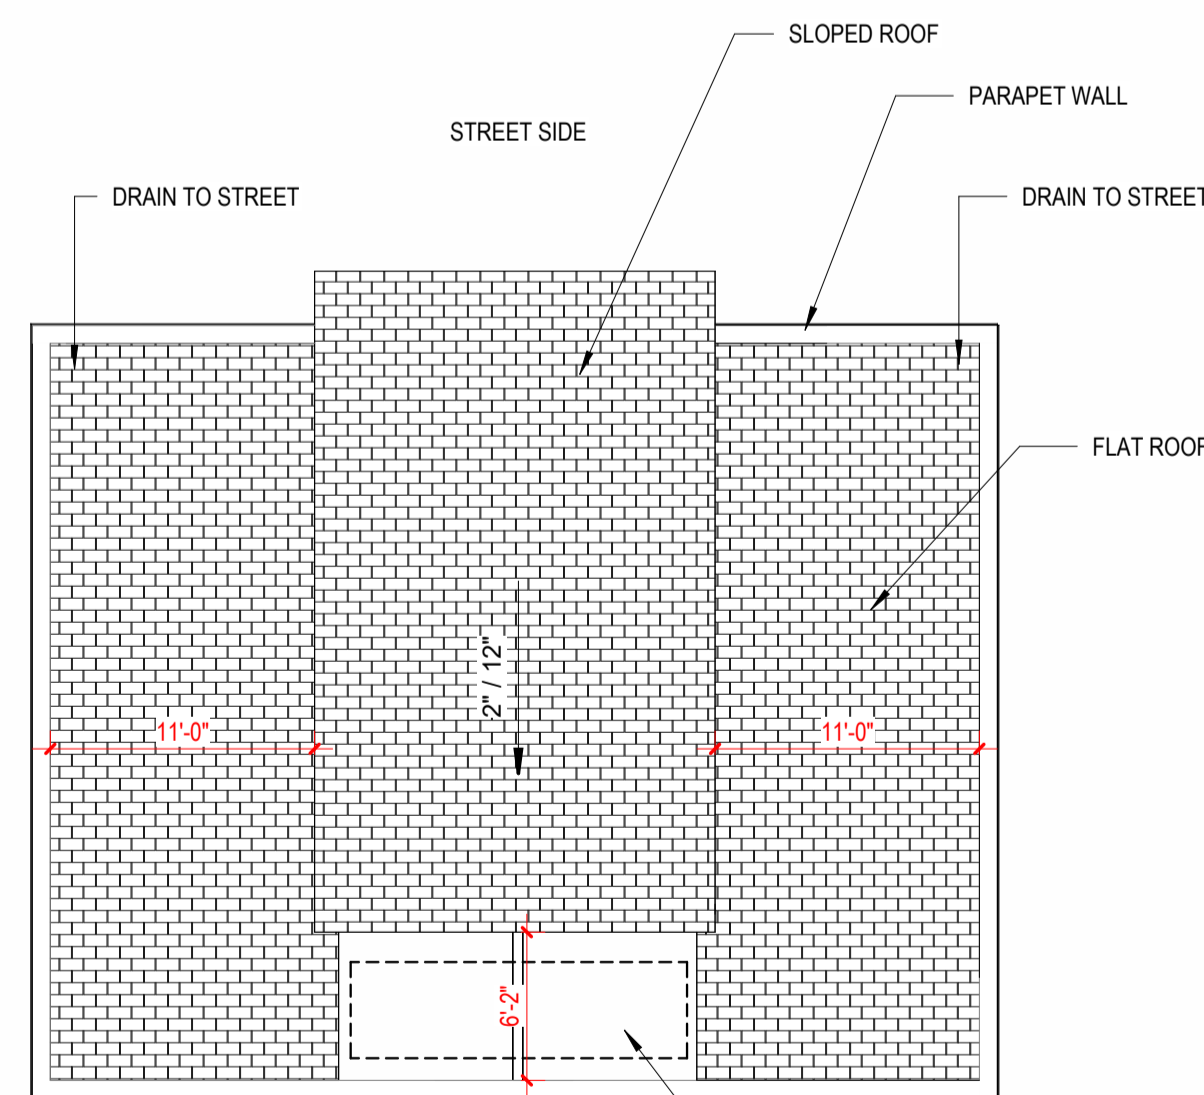 SLOPED ROOF
PARAPET WALL
STREET SIDE
DRAIN TO STREET
DRAIN TO STREET
FLAT ROOF
2" / 12"
11'-0"
11'-0"
6'-2"